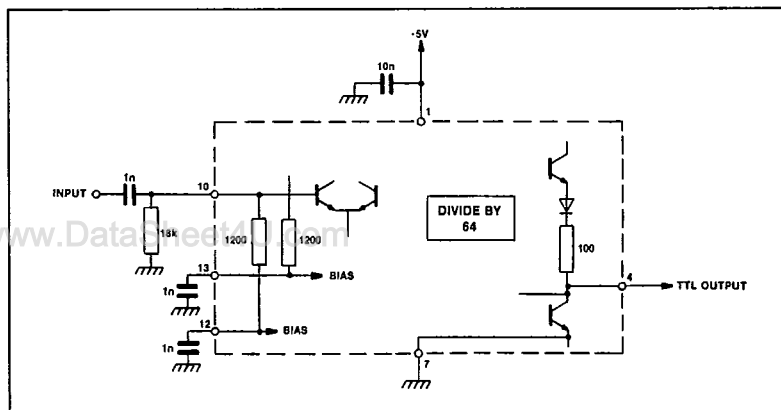 -5V
10n
1
INPUT
1n
10
18k
1200
1200
DIVIDE BY
64
100
4
TTL OUTPUT
13
BIAS
1n
12
BIAS
1n
7
www.DataSheet4U.com